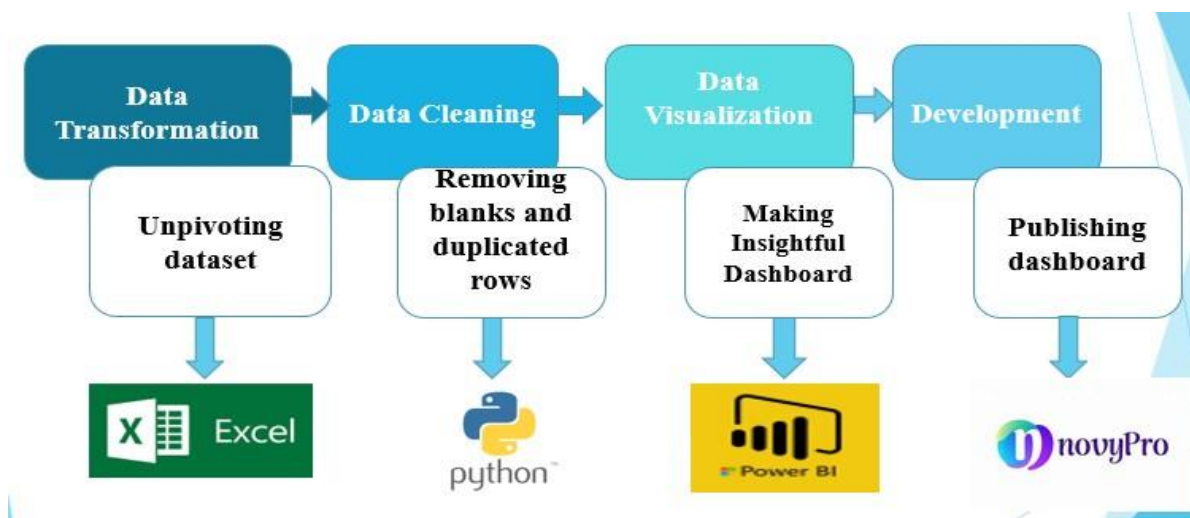 Data
Transformation
Data Cleaning
Data
Visualization
Development
Unpivoting
dataset
Removing
blanks and
duplicated
rows
Making
Insightful
Dashboard
Publishing
dashboard
X
Excel
python™
Power BI
n
novyPro